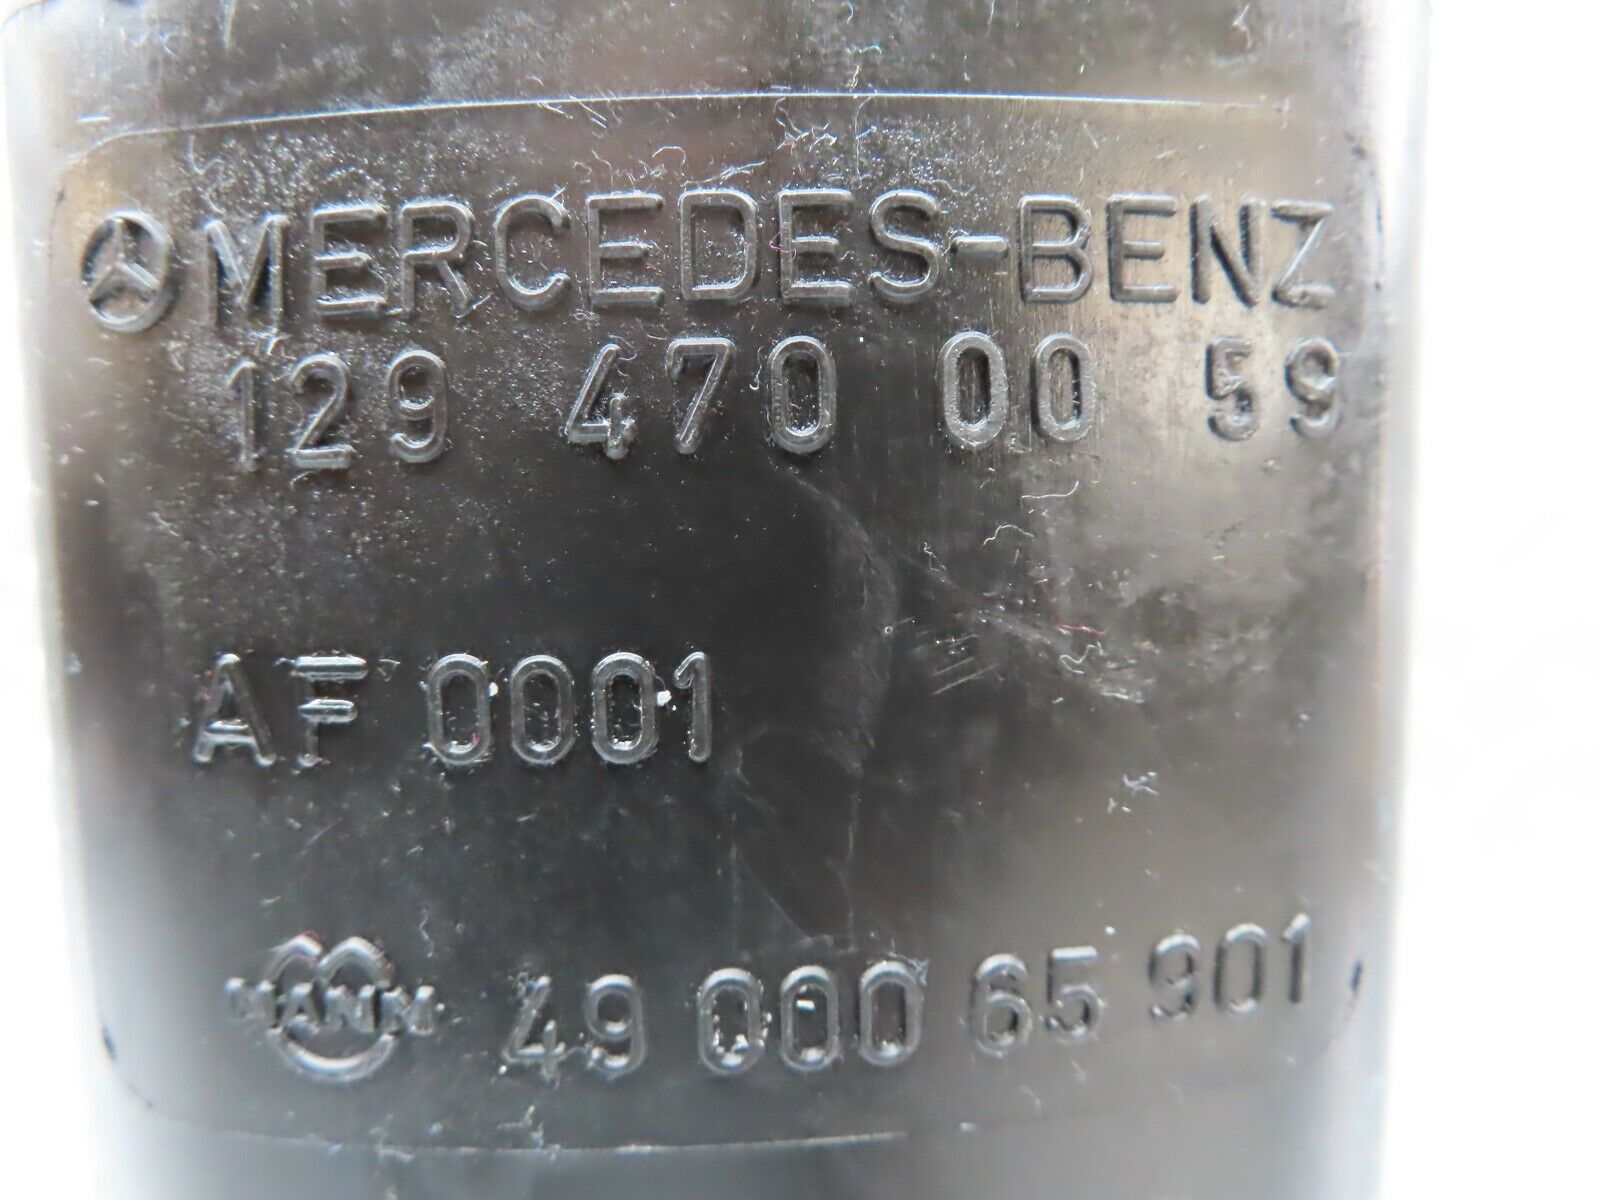 MERCEDES-BENZ
129 470 00 59
AF 0001
MANN 49 000 65 901